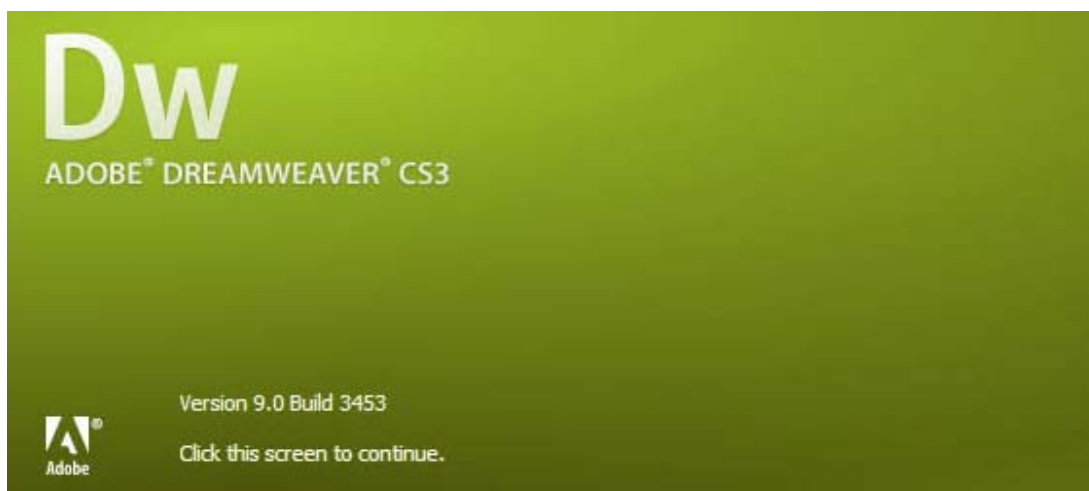 Dw
ADOBE® DREAMWEAVER® CS3
Version 9.0 Build 3453
®
Adobe
Click this screen to continue.